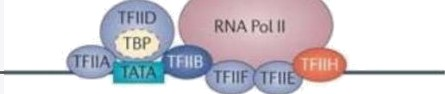 TFIID
RNA Pol II
TBP
TFIIA
TATA
TFIIB
TFIIF
TFIIE
TFIIH